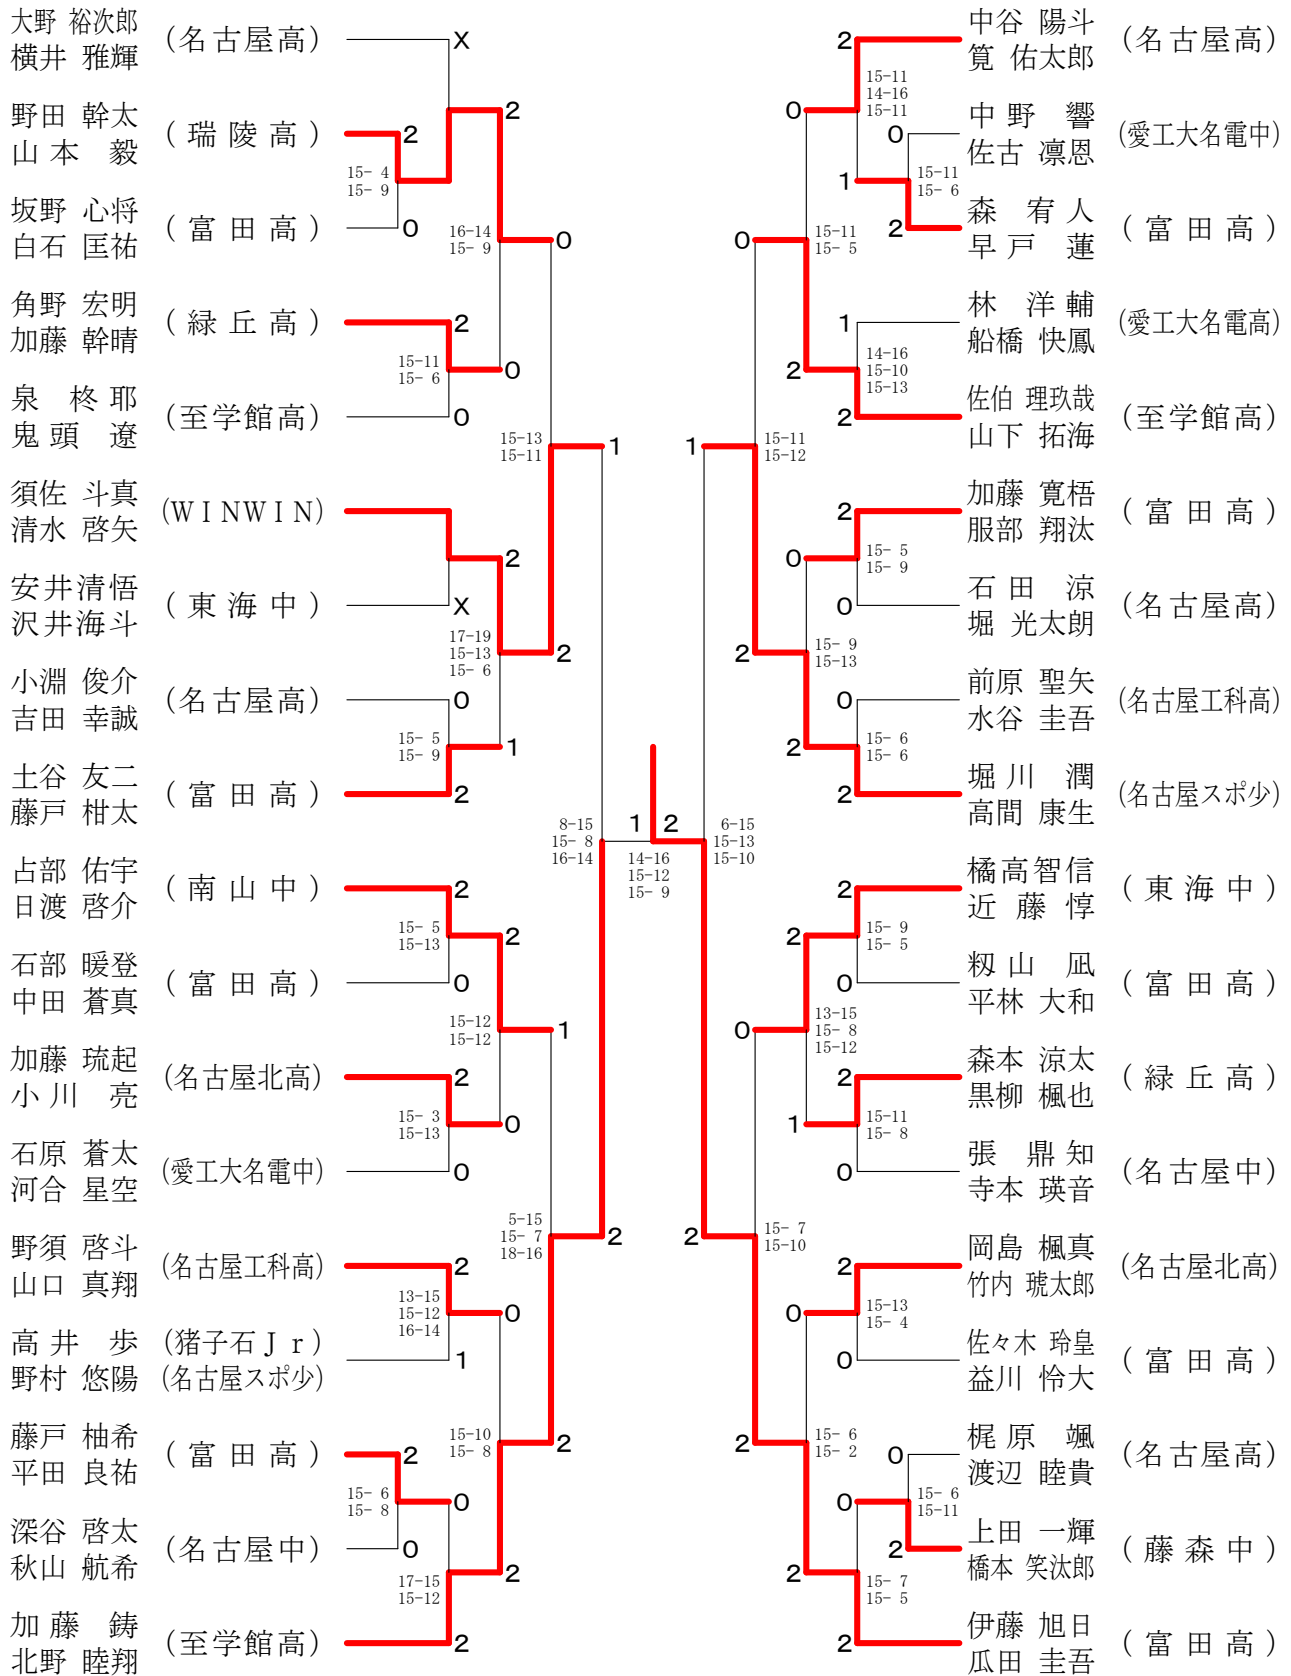 大野 裕次郎
横井 雅輝
(名古屋高)
X
野田 幹太
山本 毅
(瑞陵高)
2
15- 4
15- 9
2
坂野 心将
白石 匡祐
(富田高)
0
16-14
15- 9
0
角野 宏明
加藤 幹晴
(緑丘高)
2
15-11
15- 6
0
泉 柊耶
鬼頭 遼
(至学館高)
0
15-13
15-11
1
須佐 斗真
清水 啓矢
(WINWIN)
2
安井清悟
沢井海斗
(東海中)
X
17-19
15-13
15- 6
2
小淵 俊介
吉田 幸誠
(名古屋高)
0
15- 5
15- 9
1
土谷 友二
藤戸 柑太
(富田高)
2
8-15
15- 8
16-14
占部 佑宇
日渡 啓介
(南山中)
2
15- 5
15-13
2
石部 暖登
中田 蒼真
(富田高)
0
15-12
15-12
1
加藤 琉起
小川 亮
(名古屋北高)
2
15- 3
15-13
0
石原 蒼太
河合 星空
(愛工大名電中)
0
5-15
15- 7
18-16
2
野須 啓斗
山口 真翔
(名古屋工科高)
2
13-15
15-12
16-14
0
高井 歩
野村 悠陽
(猪子石Jr)
(名古屋スポ少)
1
15-10
15- 8
2
藤戸 柚希
平田 良祐
(富田高)
2
15- 6
15- 8
0
深谷 啓太
秋山 航希
(名古屋中)
0
17-15
15-12
2
加藤 鋳
北野 睦翔
(至学館高)
2
1
2
14-16
15-12
15- 9
2
中谷 陽斗
筧 佑太郎
(名古屋高)
15-11
14-16
15-11
0
0
中野 響
佐古 凛恩
(愛工大名電中)
1
15-11
15- 6
2
森 宥人
早戸 蓮
(富田高)
0
15-11
15- 5
1
林 洋輔
船橋 快鳳
(愛工大名電高)
2
14-16
15-10
15-13
2
佐伯 理玖哉
山下 拓海
(至学館高)
1
15-11
15-12
2
加藤 寛悟
服部 翔汰
(富田高)
0
15- 5
15- 9
0
石田 涼
堀 光太朗
(名古屋高)
2
15- 9
15-13
0
前原 聖矢
水谷 圭吾
(名古屋工科高)
2
15- 6
15- 6
2
堀川 潤
高間 康生
(名古屋スポ少)
6-15
15-13
15-10
2
橘高智信
近藤惇
(東海中)
2
15- 9
15- 5
0
籾山 凪
平林 大和
(富田高)
0
13-15
15- 8
15-12
2
森本 涼太
黒柳 楓也
(緑丘高)
1
15-11
15- 8
0
張 鼎知
寺本 瑛音
(名古屋中)
2
15- 7
15-10
2
岡島 楓真
竹内 琥太郎
(名古屋北高)
0
15-13
15- 4
0
佐々木 玲皇
益川 怜大
(富田高)
2
15- 6
15- 2
0
梶原 颯
渡辺 睦貴
(名古屋高)
0
15- 6
15-11
2
上田 一輝
橋本 笑汰郎
(藤森中)
2
15- 7
15- 5
2
伊藤 旭日
瓜田 圭吾
(富田高)